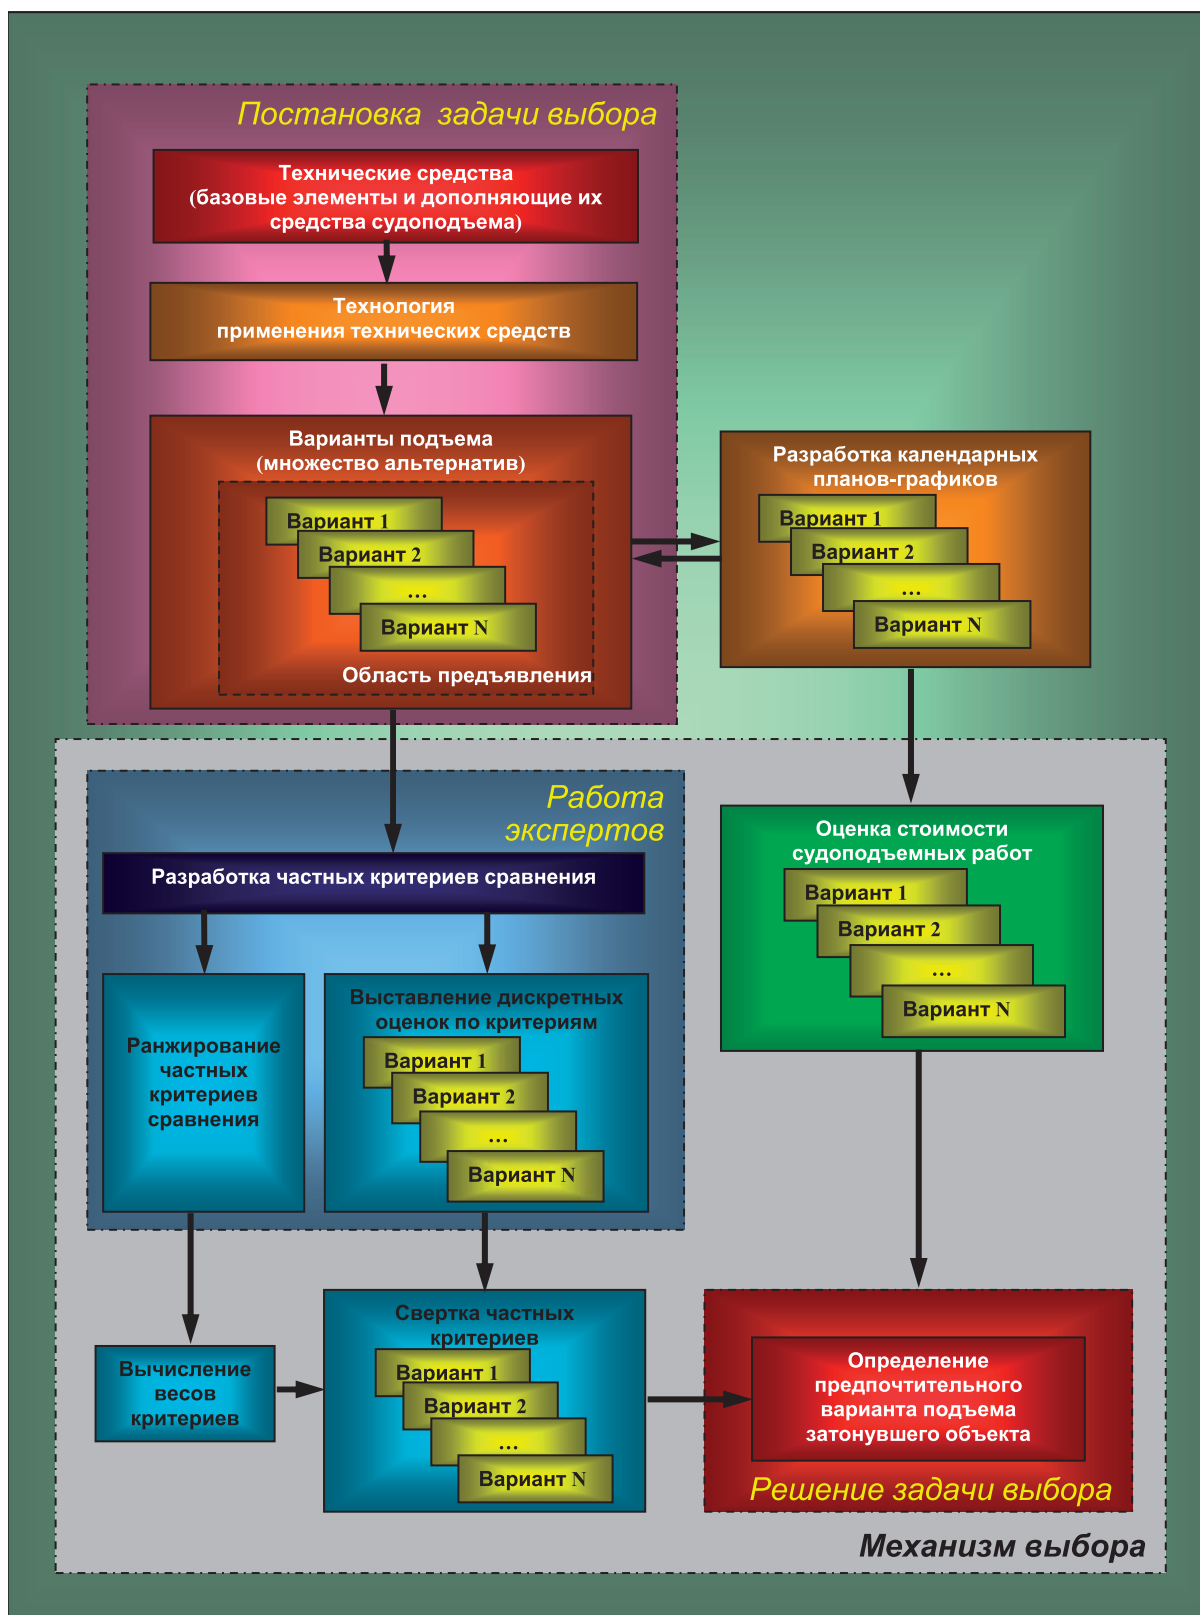 Постановка задачи выбора
Технические средства
(базовые элементы и дополняющие их
средства судоподъема)
Технология
применения технических средств
Варианты подъема
(множество альтернатив)
Вариант 1
Вариант 2
...
Вариант N
Область предъявления
Разработка календарных
планов-графиков
Вариант 1
Вариант 2
...
Вариант N
Работа
экспертов
Разработка частных критериев сравнения
Ранжирование
частных
критериев
сравнения
Выставление дискретных
оценок по критериям
Вариант 1
Вариант 2
...
Вариант N
Оценка стоимости
судоподъемных работ
Вариант 1
Вариант 2
...
Вариант N
Вычисление
весов
критериев
Свертка частных
критериев
Вариант 1
Вариант 2
...
Вариант N
Определение
предпочтительного
варианта подъема
затонувшего объекта
Решение задачи выбора
Механизм выбора